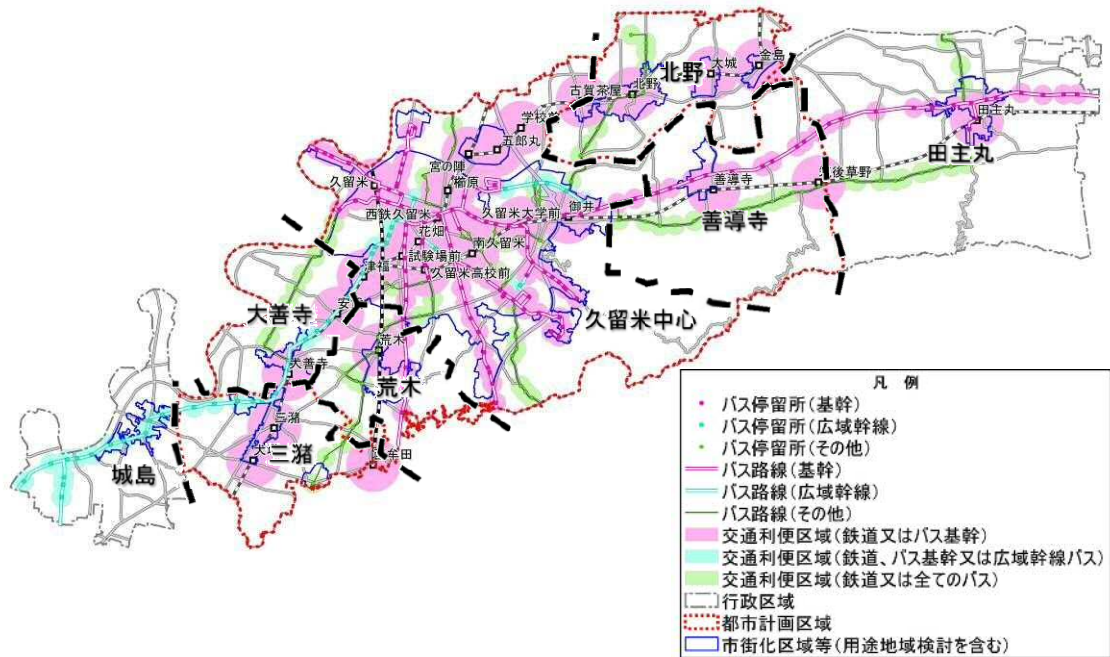 金島
大城
北野
北野
古賀茶屋
学校前
五郎丸
宮の陣
櫛原
久留米
西鉄久留米
久留米大学前
御井
花畑
南久留米
試験場前
久留米高校前
津福
田主丸
田主丸
善導寺
善導寺
久留米中心
大善寺
大善寺
荒木
荒木
三潴
三潴
城島
凡 例
バス停留所(基幹)
バス停留所(広域幹線)
バス停留所(その他)
バス路線(基幹)
バス路線(広域幹線)
バス路線(その他)
交通利便区域(鉄道又はバス基幹)
交通利便区域(鉄道、バス基幹又は広域幹線バス)
交通利便区域(鉄道又は全てのバス)
行政区域
都市計画区域
市街化区域等(用途地域検討を含む)